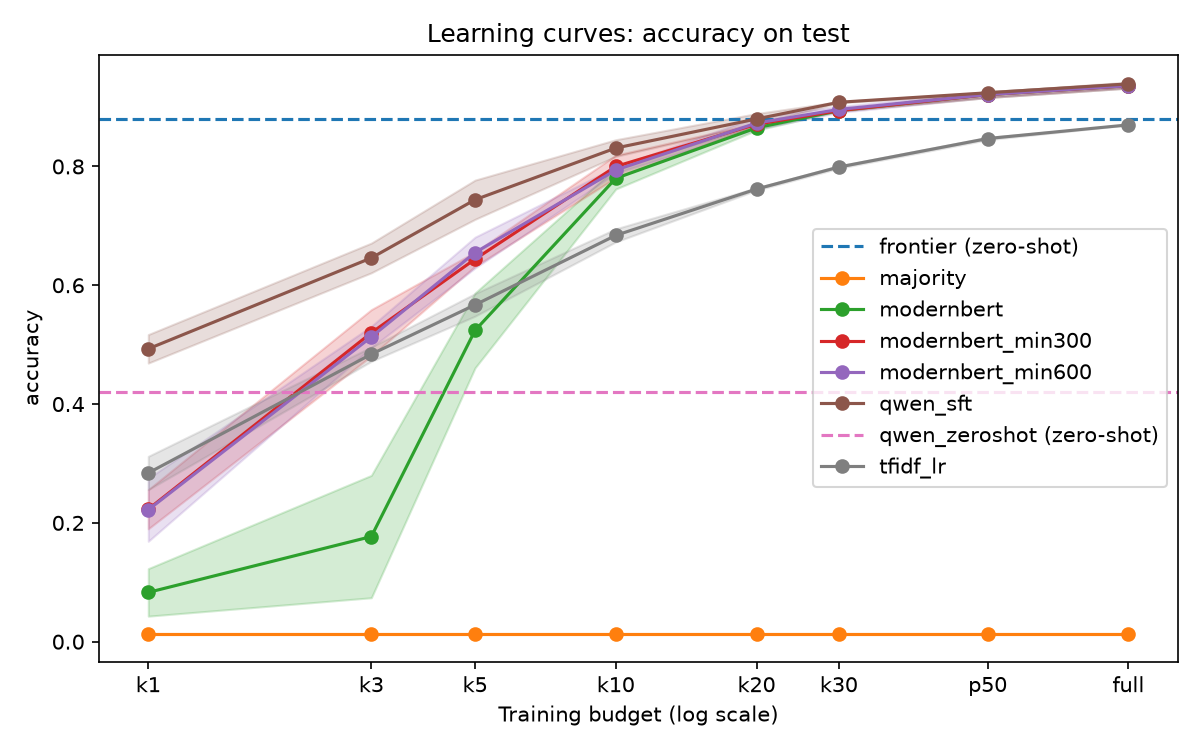 Learning curves: accuracy on test
accuracy
0.8
0.6
0.4
0.2
0.0
frontier (zero-shot)
majority
modernbert
modernbert_min300
modernbert_min600
qwen_sft
qwen_zeroshot (zero-shot)
tfidf_lr
k1 k3 k5 k10 k20 k30 p50 full
Training budget (log scale)